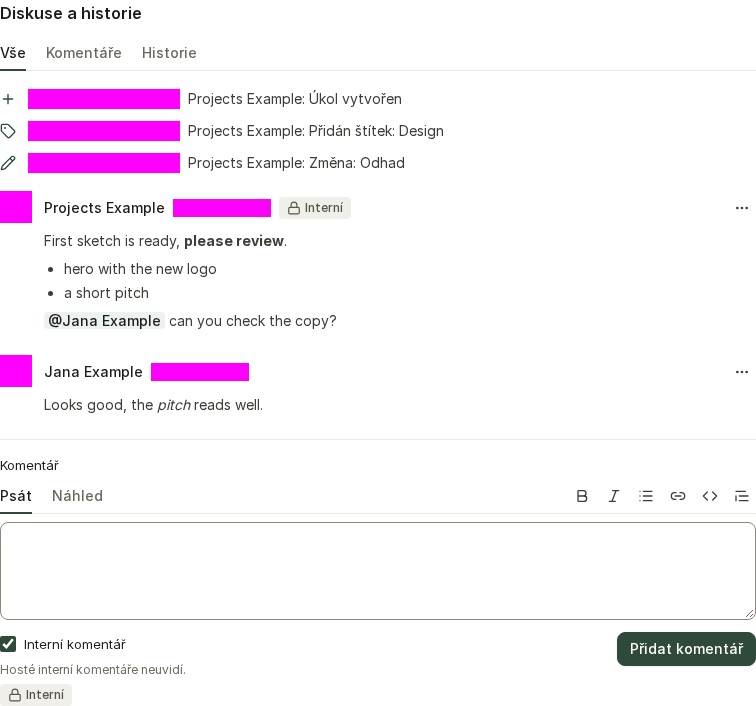 Diskuse a historie
Vše Komentáře Historie
Projects Example: Úkol vytvořen
Projects Example: Přidán štítek: Design
Projects Example: Změna: Odhad
Projects Example Interní
First sketch is ready, please review.
hero with the new logo
a short pitch
@Jana Example can you check the copy?
Jana Example
Looks good, the pitch reads well.
Komentář
Psát Náhled
Interní komentář
Přidat komentář
Hosté interní komentáře neuvidí.
Interní